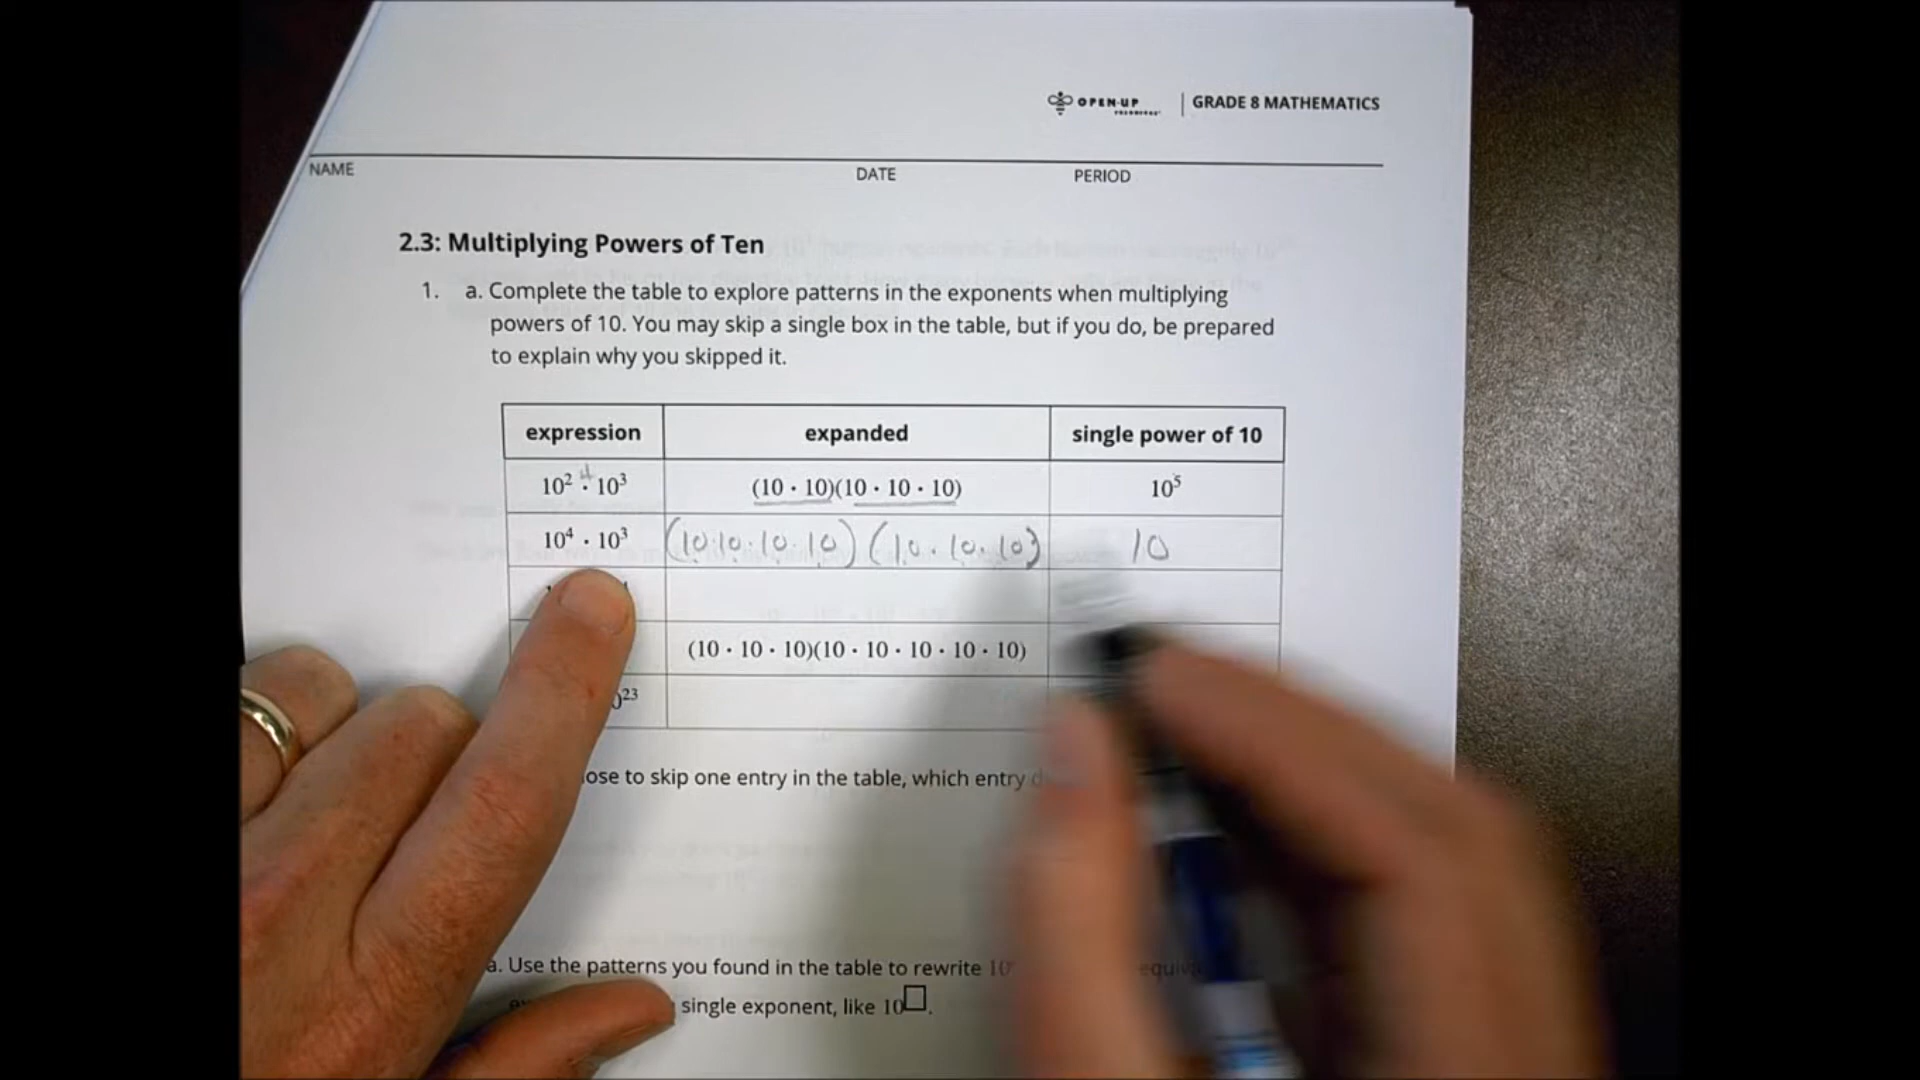 OPEN-UP GRADE 8 MATHEMATICS
NAME DATE PERIOD
2.3: Multiplying Powers of Ten
1. a. Complete the table to explore patterns in the exponents when multiplying
powers of 10. You may skip a single box in the table, but if you do, be prepared
to explain why you skipped it.
expression expanded single power of 10
10² · 10³ (10 · 10)(10 · 10 · 10) 10⁵
10⁴ · 10³ (10·10·10·10) (10·10·10) 10
(10 · 10 · 10)(10 · 10 · 10 · 10 · 10)
²³
to skip one entry in the table, which entry
a. Use the patterns you found in the table to rewrite
single exponent, like 10□.